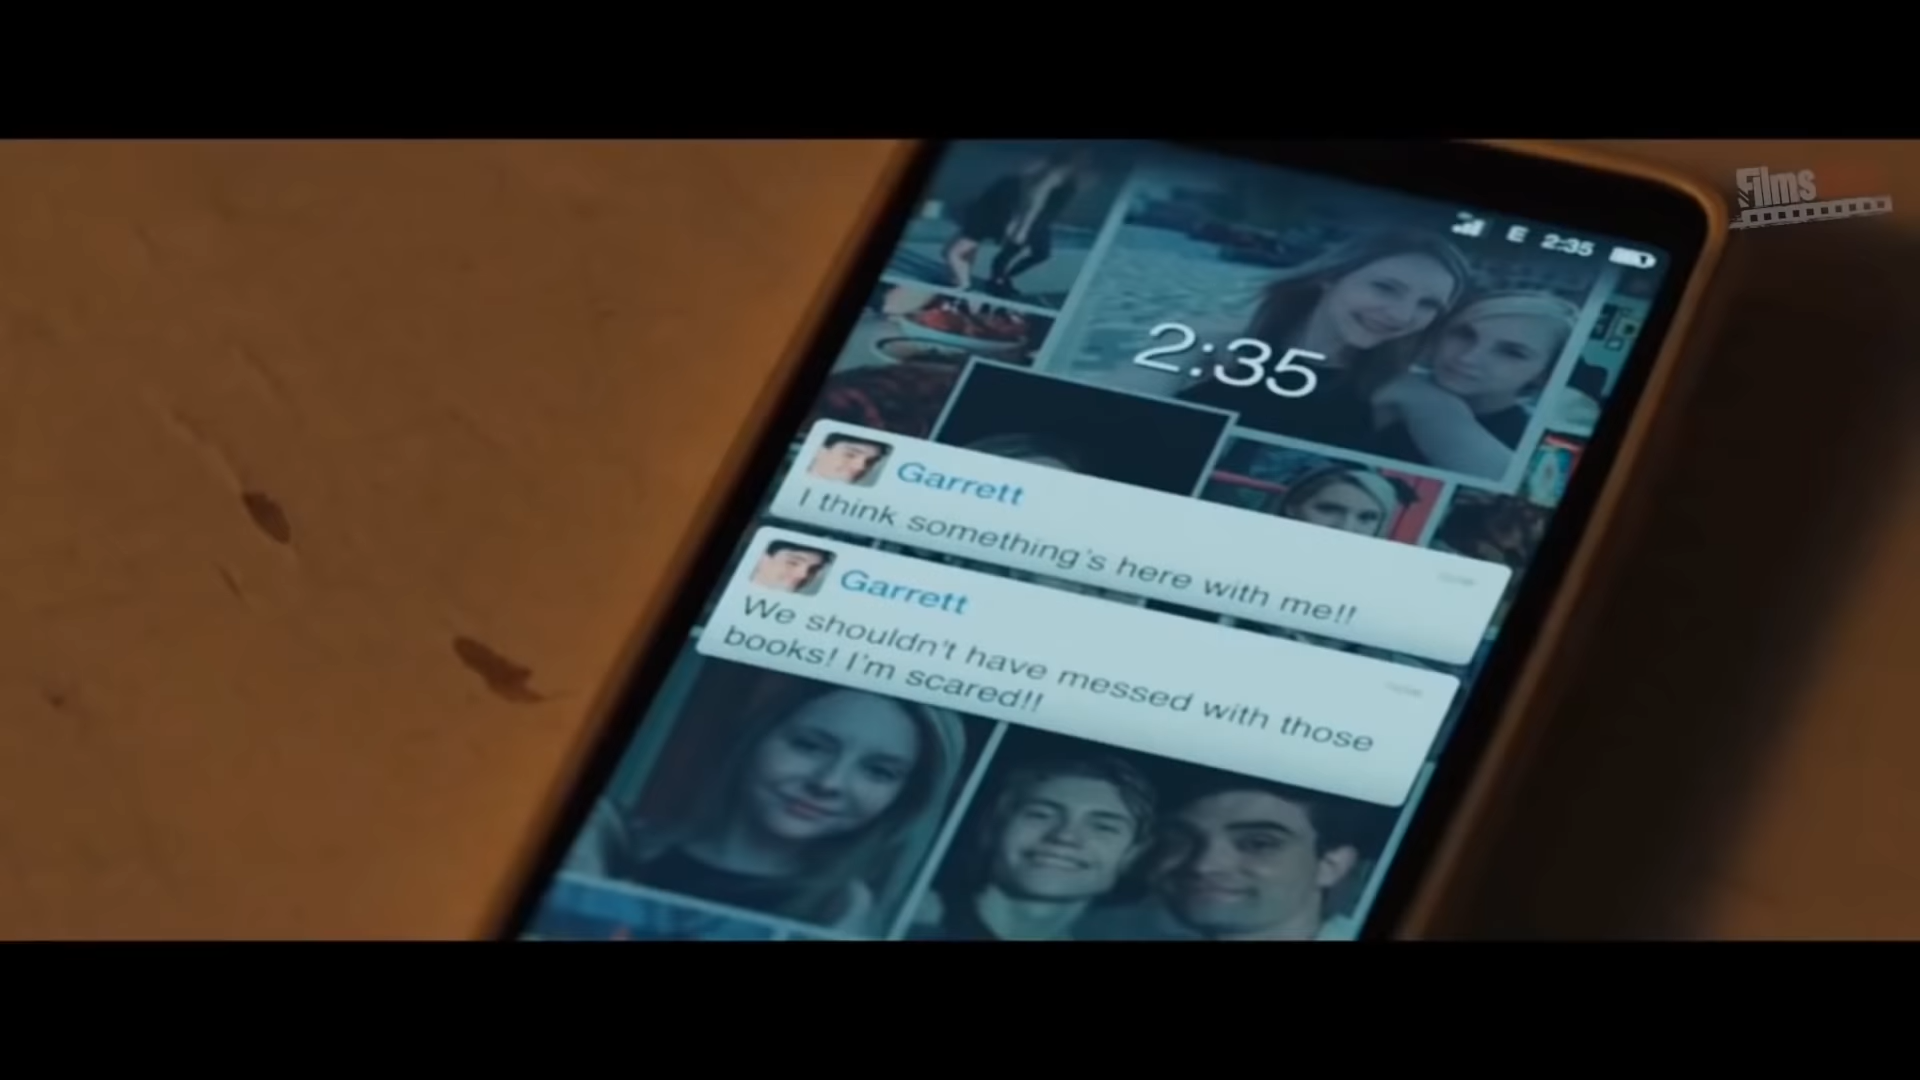 Films
E 2:35
2:35
Garrett
I think something's here with me!!
Garrett
We shouldn't have messed with those
books! I'm scared!!